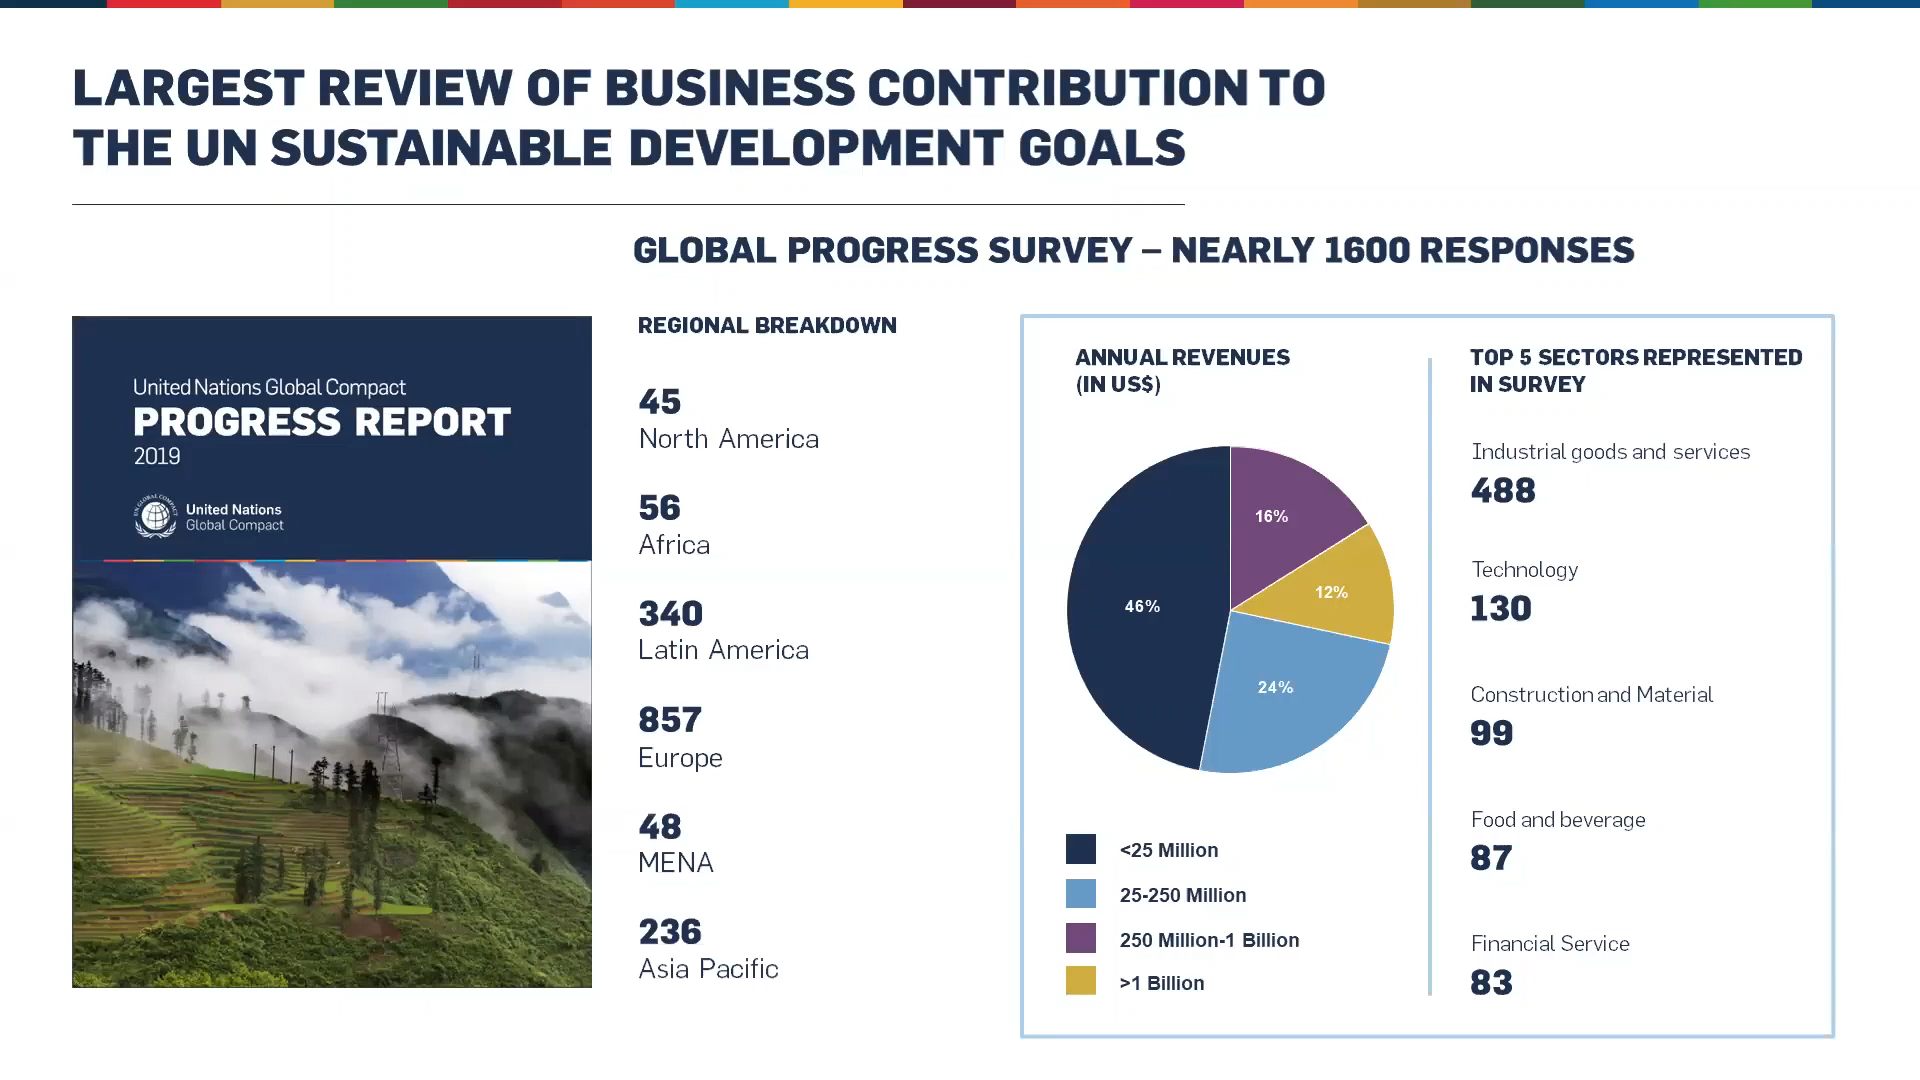 LARGEST REVIEW OF BUSINESS CONTRIBUTION TO
THE UN SUSTAINABLE DEVELOPMENT GOALS
GLOBAL PROGRESS SURVEY – NEARLY 1600 RESPONSES
United Nations Global Compact
PROGRESS REPORT
2019
UN GLOBAL COMPACT
United Nations
Global Compact
REGIONAL BREAKDOWN
45
North America
56
Africa
340
Latin America
857
Europe
48
MENA
236
Asia Pacific
ANNUAL REVENUES
(IN US$)
16%
12%
46%
24%
<25 Million
25-250 Million
250 Million-1 Billion
>1 Billion
TOP 5 SECTORS REPRESENTED
IN SURVEY
Industrial goods and services
488
Technology
130
Construction and Material
99
Food and beverage
87
Financial Service
83